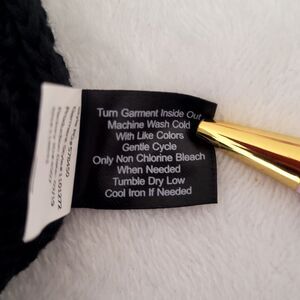 Turn Garment Inside Out
Machine Wash Cold
With Like Colors
Gentle Cycle
Only Non Chlorine Bleach
When Needed
Tumble Dry Low
Cool Iron If Needed